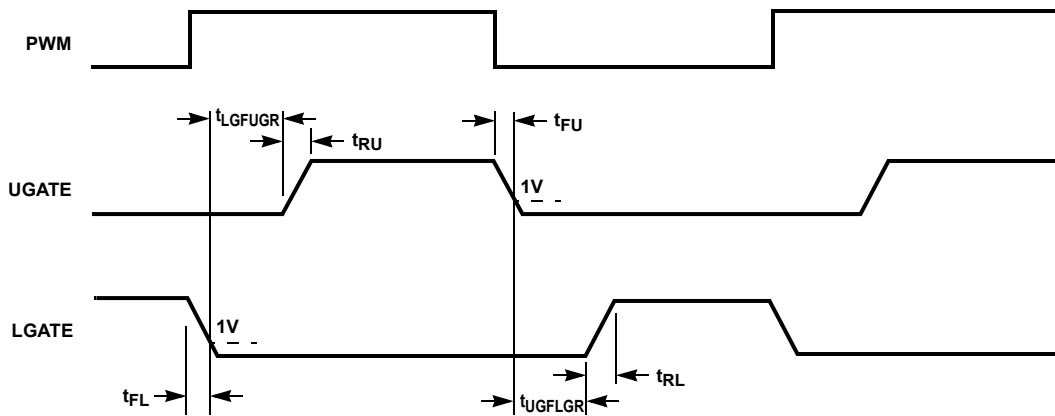 PWM
tLGFUGR
tRU
tFU
UGATE
1V
LGATE
1V
tFL
tRL
tUGFLGR